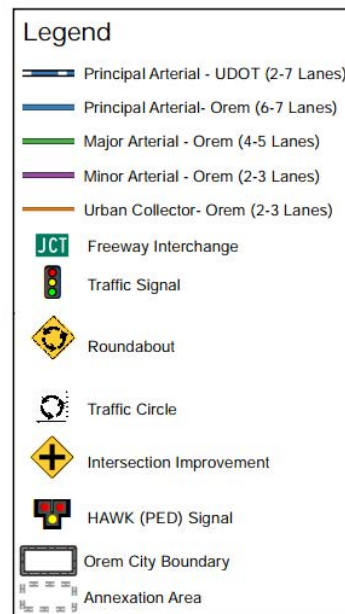 Legend
Principal Arterial - UDOT (2-7 Lanes)
Principal Arterial- Orem (6-7 Lanes)
Major Arterial - Orem (4-5 Lanes)
Minor Arterial - Orem (2-3 Lanes)
Urban Collector- Orem (2-3 Lanes)
JCT Freeway Interchange
Traffic Signal
Roundabout
Traffic Circle
Intersection Improvement
HAWK (PED) Signal
Orem City Boundary
Annexation Area